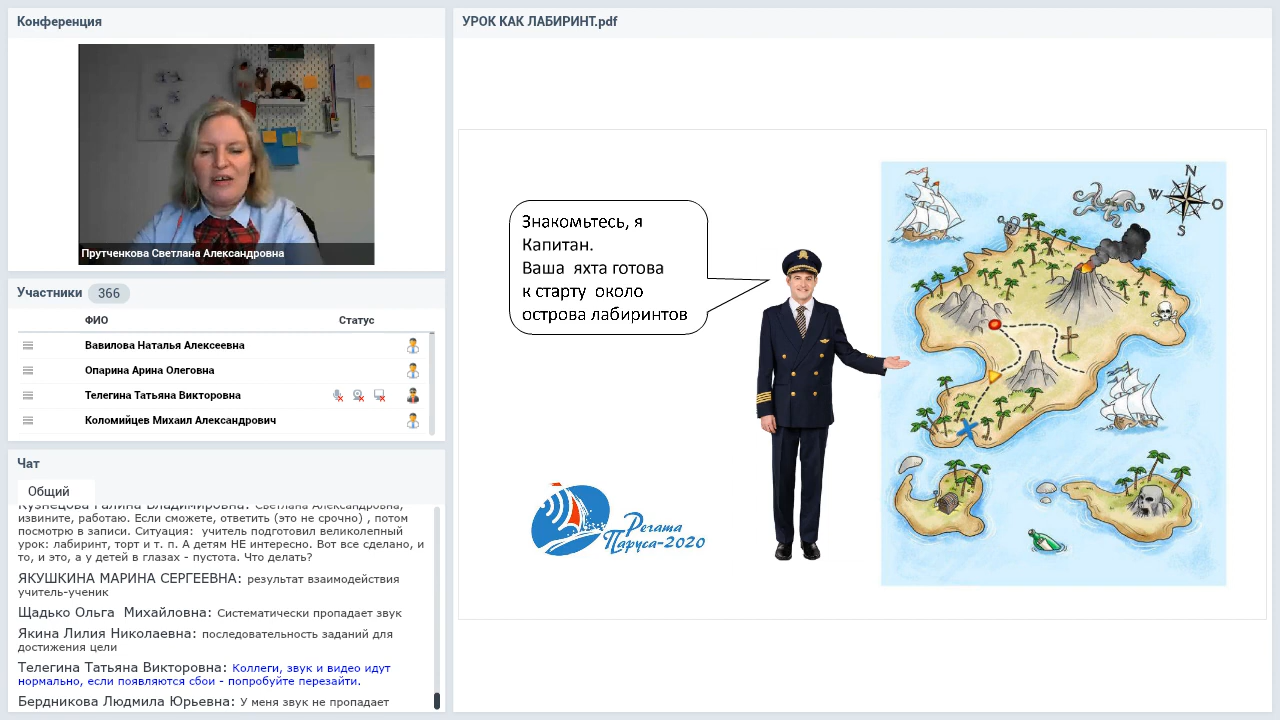 Конференция
Прутченкова Светлана Александровна
Участники 366
ФИО Статус
Вавилова Наталья Алексеевна
Опарина Арина Олеговна
Телегина Татьяна Викторовна
Коломийцев Михаил Александрович
Чат
Общий
Кузнецова Галина Владимировна: Светлана Александровна,
извините, работаю. Если сможете, ответить (это не срочно) , потом
посмотрю в записи. Ситуация:  учитель подготовил великолепный
урок: лабиринт, торт и т. п. А детям НЕ интересно. Вот все сделано, и
то, и это, а у детей в глазах - пустота. Что делать?
ЯКУШКИНА МАРИНА СЕРГЕЕВНА: результат взаимодействия
учитель-ученик
Щадько Ольга  Михайловна: Систематически пропадает звук
Якина Лилия Николаевна: последовательность заданий для
достижения цели
Телегина Татьяна Викторовна: Коллеги, звук и видео идут
нормально, если появляются сбои - попробуйте перезайти.
Бердникова Людмила Юрьевна: У меня звук не пропадает
УРОК КАК ЛАБИРИНТ.pdf
Знакомьтесь, я
Капитан.
Ваша  яхта готова
к старту  около
острова лабиринтов
Регата
Паруса-2020
N
W O
S